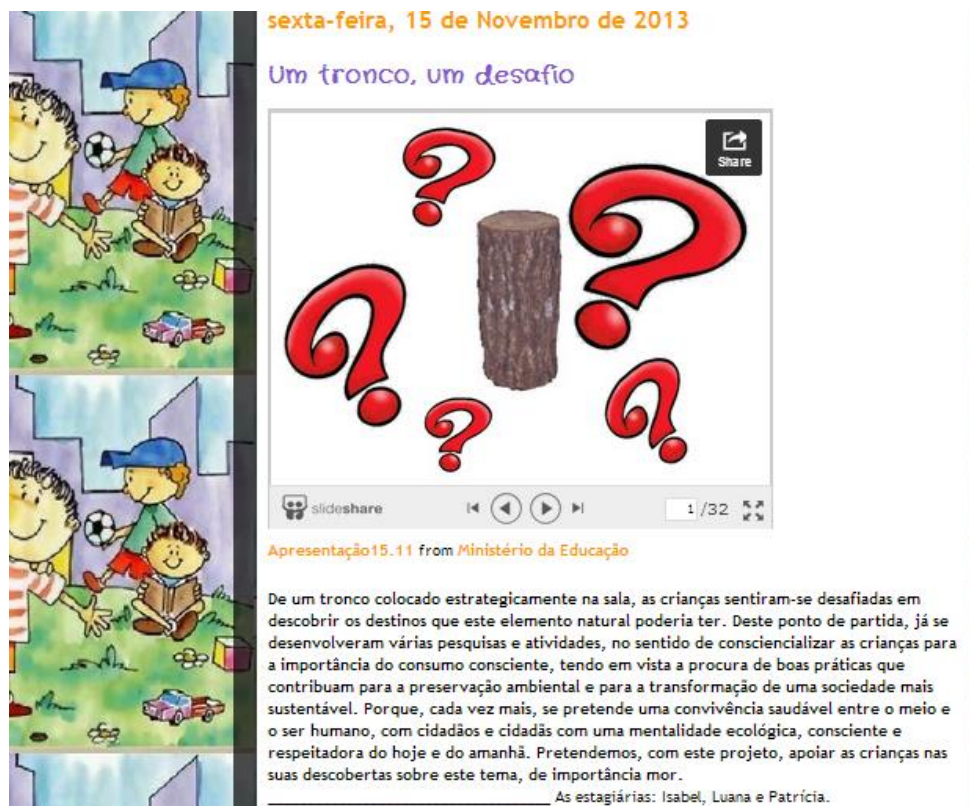 sexta-feira, 15 de Novembro de 2013
Um tronco, um desafio
Share
slideshare
1 /32
Apresentação15.11 from Ministério da Educação
De um tronco colocado estrategicamente na sala, as crianças sentiram-se desafiadas em
descobrir os destinos que este elemento natural poderia ter. Deste ponto de partida, já se
desenvolveram várias pesquisas e atividades, no sentido de consciencializar as crianças para
a importância do consumo consciente, tendo em vista a procura de boas práticas que
contribuam para a preservação ambiental e para a transformação de uma sociedade mais
sustentável. Porque, cada vez mais, se pretende uma convivência saudável entre o meio e
o ser humano, com cidadãos e cidadãs com uma mentalidade ecológica, consciente e
respeitadora do hoje e do amanhã. Pretendemos, com este projeto, apoiar as crianças nas
suas descobertas sobre este tema, de importância mor.
As estagiárias: Isabel, Luana e Patrícia.